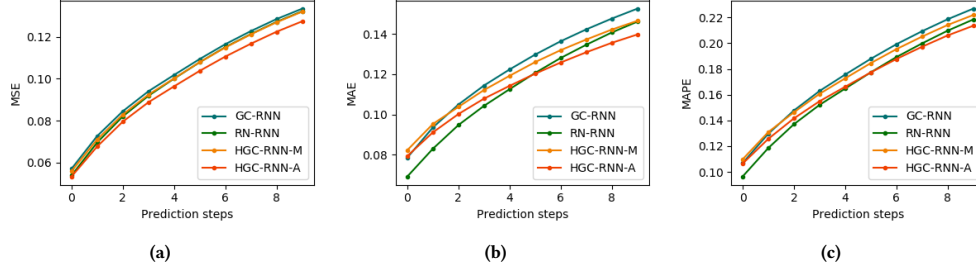 MSE
0.12
0.10
0.08
0.06
GC-RNN
RN-RNN
HGC-RNN-M
HGC-RNN-A
0 2 4 6 8
Prediction steps
(a)
MAE
0.14
0.12
0.10
0.08
GC-RNN
RN-RNN
HGC-RNN-M
HGC-RNN-A
0 2 4 6 8
Prediction steps
(b)
MAPE
0.22
0.20
0.18
0.16
0.14
0.12
0.10
GC-RNN
RN-RNN
HGC-RNN-M
HGC-RNN-A
0 2 4 6 8
Prediction steps
(c)